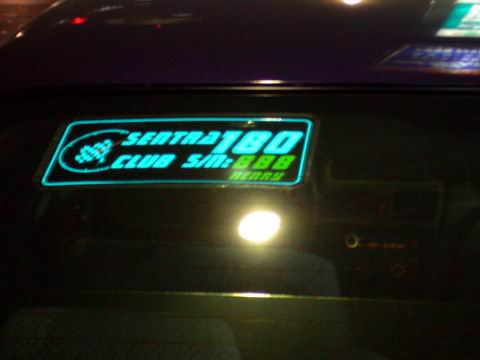 SENTRA 180
CLUB S/N: 888
HENRY